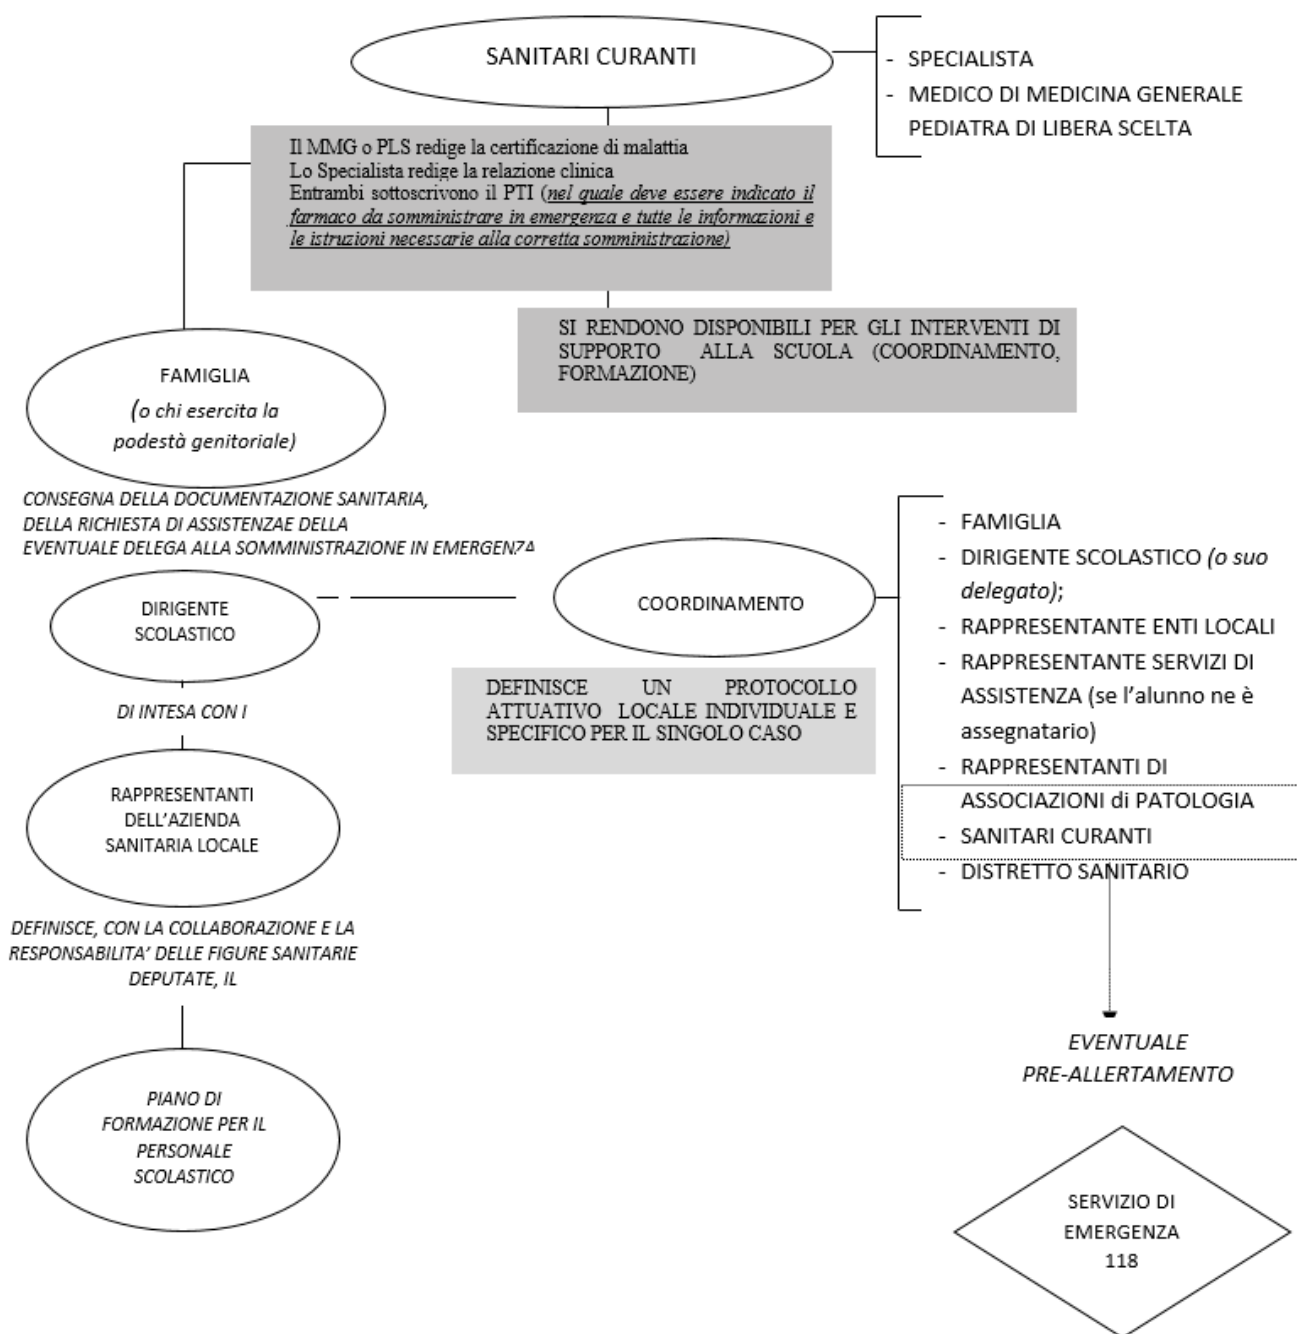 SANITARI CURANTI
- SPECIALISTA
- MEDICO DI MEDICINA GENERALE
PEDIATRA DI LIBERA SCELTA
Il MMG o PLS redige la certificazione di malattia
Lo Specialista redige la relazione clinica
Entrambi sottoscrivono il PTI (nel quale deve essere indicato il
farmaco da somministrare in emergenza e tutte le informazioni e
le istruzioni necessarie alla corretta somministrazione)
SI RENDONO DISPONIBILI PER GLI INTERVENTI DI
SUPPORTO ALLA SCUOLA (COORDINAMENTO,
FORMAZIONE)
FAMIGLIA
(o chi esercita la
podestà genitoriale)
CONSEGNA DELLA DOCUMENTAZIONE SANITARIA,
DELLA RICHIESTA DI ASSISTENZAE DELLA
EVENTUALE DELEGA ALLA SOMMINISTRAZIONE IN EMERGENZA
DIRIGENTE
SCOLASTICO
DI INTESA CON I
RAPPRESENTANTI
DELL'AZIENDA
SANITARIA LOCALE
DEFINISCE, CON LA COLLABORAZIONE E LA
RESPONSABILITA' DELLE FIGURE SANITARIE
DEPUTATE, IL
PIANO DI
FORMAZIONE PER IL
PERSONALE
SCOLASTICO
COORDINAMENTO
DEFINISCE UN PROTOCOLLO
ATTUATIVO LOCALE INDIVIDUALE E
SPECIFICO PER IL SINGOLO CASO
- FAMIGLIA
- DIRIGENTE SCOLASTICO (o suo
delegato);
- RAPPRESENTANTE ENTI LOCALI
- RAPPRESENTANTE SERVIZI DI
ASSISTENZA (se l'alunno ne è
assegnatario)
- RAPPRESENTANTI DI
ASSOCIAZIONI di PATOLOGIA
- SANITARI CURANTI
- DISTRETTO SANITARIO
EVENTUALE
PRE-ALLERTAMENTO
SERVIZIO DI
EMERGENZA
118